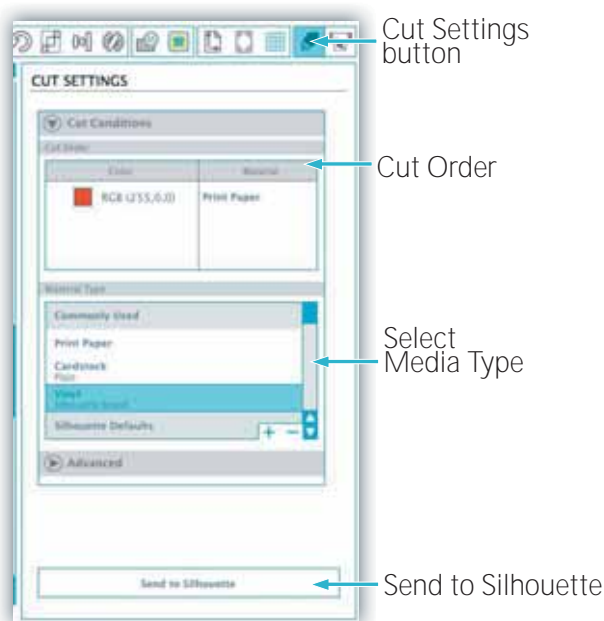 Cut Settings
button
CUT SETTINGS
Cut Conditions
Cut Order
Color Material
RGB (255,0,0) Print Paper
Cut Order
Material Type
Commonly Used
Print Paper
Cardstock
Plain
Vinyl
Silhouette Defaults
+ -
Select
Media Type
Advanced
Send to Silhouette
Send to Silhouette